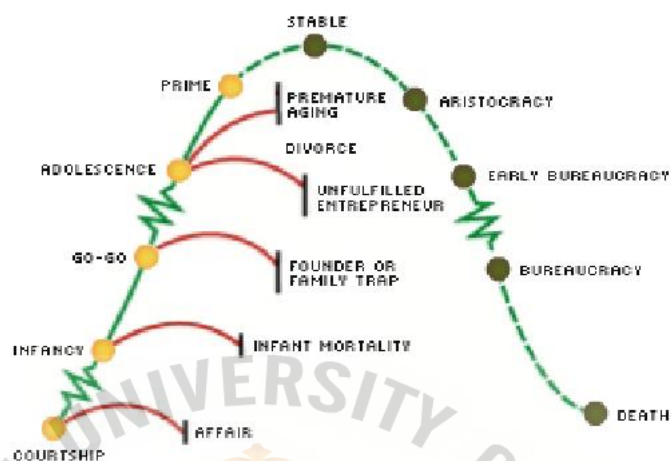 STABLE
PRIME
PREMATURE
AGING
ARISTOCRACY
DIVORCE
ADOLESCENCE
EARLY BUREAUCRACY
UNFULFILLED
ENTREPRENEUR
GO-GO
FOUNDER OR
FAMILY TRAP
BUREAUCRACY
INFANCY
INFANT MORTALITY
UNIVERSITY
DEATH
AFFAIR
COURTSHIP